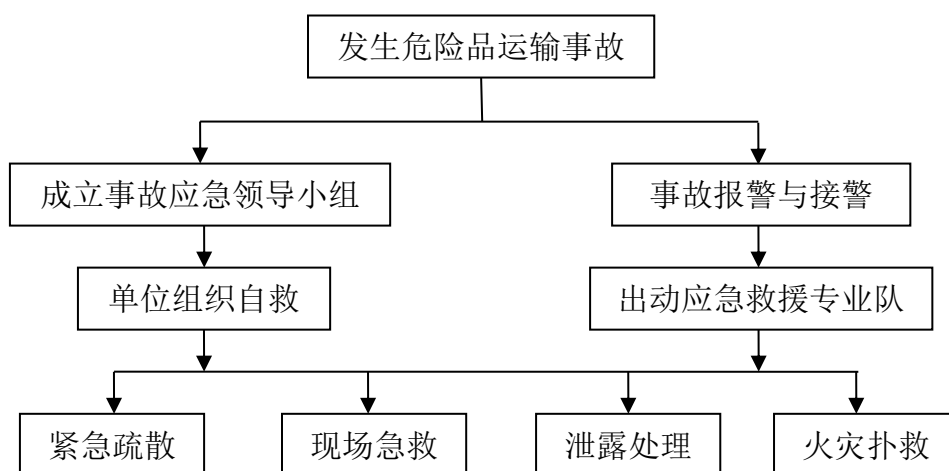 发生危险品运输事故
成立事故应急领导小组
事故报警与接警
单位组织自救
出动应急救援专业队
紧急疏散
现场急救
泄露处理
火灾扑救